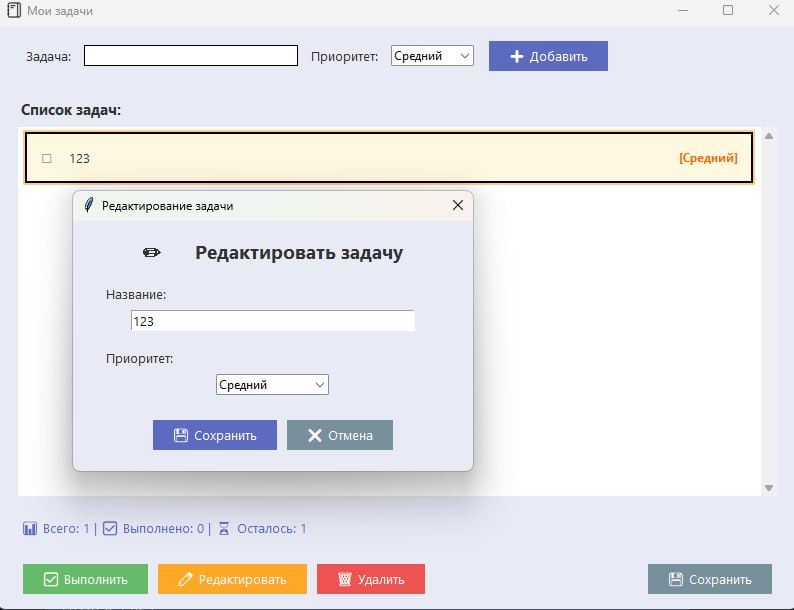 Мои задачи
Задача:
Приоритет: Средний
Добавить
Список задач:
123 [Средний]
Редактирование задачи
Редактировать задачу
Название:
123
Приоритет:
Средний
Сохранить Отмена
Всего: 1 | Выполнено: 0 | Осталось: 1
Выполнить Редактировать Удалить Сохранить